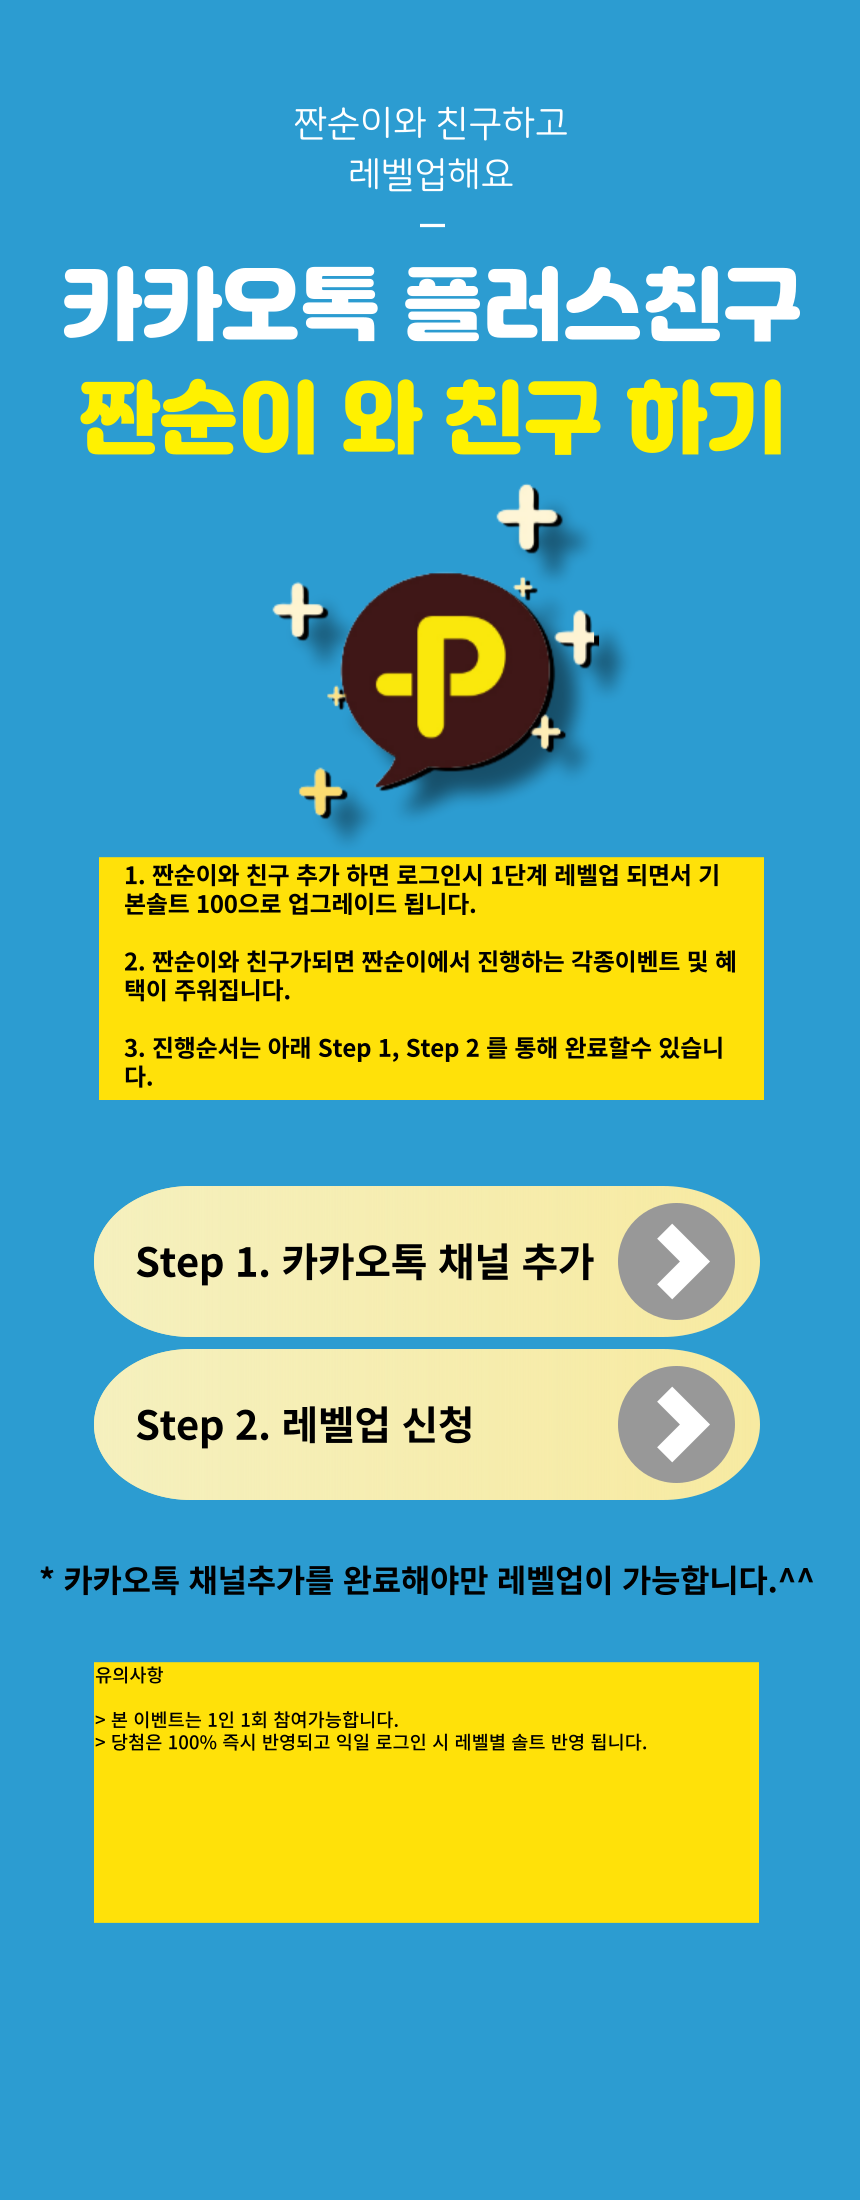 짠순이와 친구하고
레벨업해요
카카오톡 플러스친구
짠순이 와 친구 하기
1. 짠순이와 친구 추가 하면 로그인시 1단계 레벨업 되면서 기
본솔트 100으로 업그레이드 됩니다.
2. 짠순이와 친구가되면 짠순이에서 진행하는 각종이벤트 및 혜
택이 주워집니다.
3. 진행순서는 아래 Step 1, Step 2 를 통해 완료할수 있습니
다.
Step 1. 카카오톡 채널 추가
Step 2. 레벨업 신청
* 카카오톡 채널추가를 완료해야만 레벨업이 가능합니다.^^
유의사항
> 본 이벤트는 1인 1회 참여가능합니다.
> 당첨은 100% 즉시 반영되고 익일 로그인 시 레벨별 솔트 반영 됩니다.